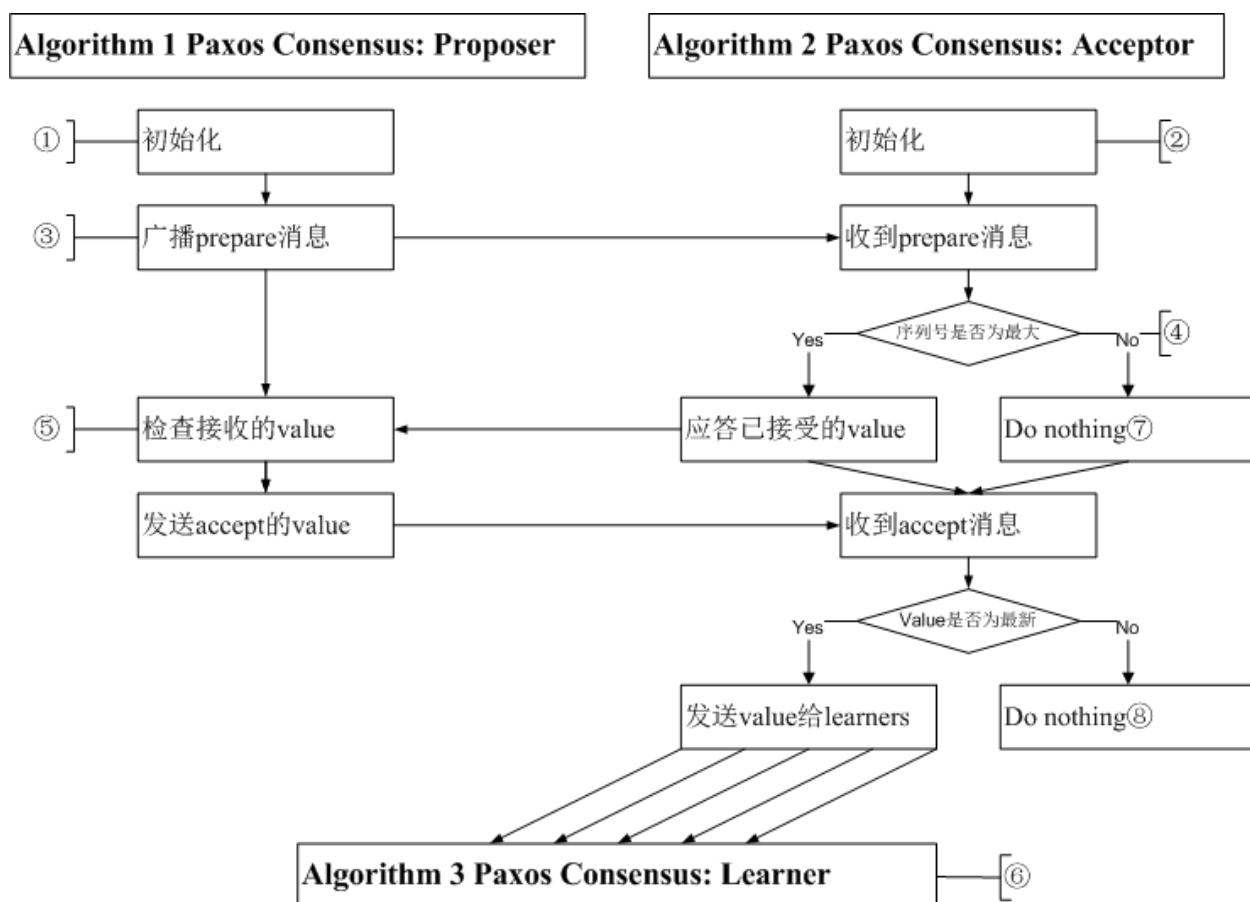 Algorithm 1 Paxos Consensus: Proposer
Algorithm 2 Paxos Consensus: Acceptor
①
初始化
初始化
②
③
广播prepare消息
收到prepare消息
序列号是否为最大
④
Yes
No
⑤
检查接收的value
应答已接受的value
Do nothing⑦
发送accept的value
收到accept消息
Value是否为最新
Yes
No
发送value给learners
Do nothing⑧
Algorithm 3 Paxos Consensus: Learner
⑥